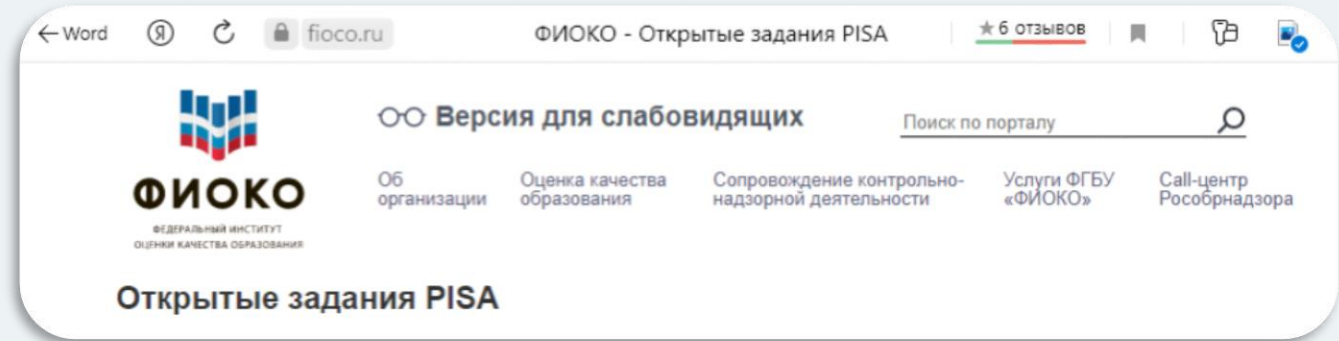 ← Word
Я
fioco.ru
ФИОКО - Открытые задания PISA
★ 6 отзывов
Версия для слабовидящих
Поиск по порталу
ФИОКО
ФЕДЕРАЛЬНЫЙ ИНСТИТУТ
ОЦЕНКИ КАЧЕСТВА ОБРАЗОВАНИЯ
Об
организации
Оценка качества
образования
Сопровождение контрольно-
надзорной деятельности
Услуги ФГБУ
«ФИОКО»
Call-центр
Рособрнадзора
Открытые задания PISA